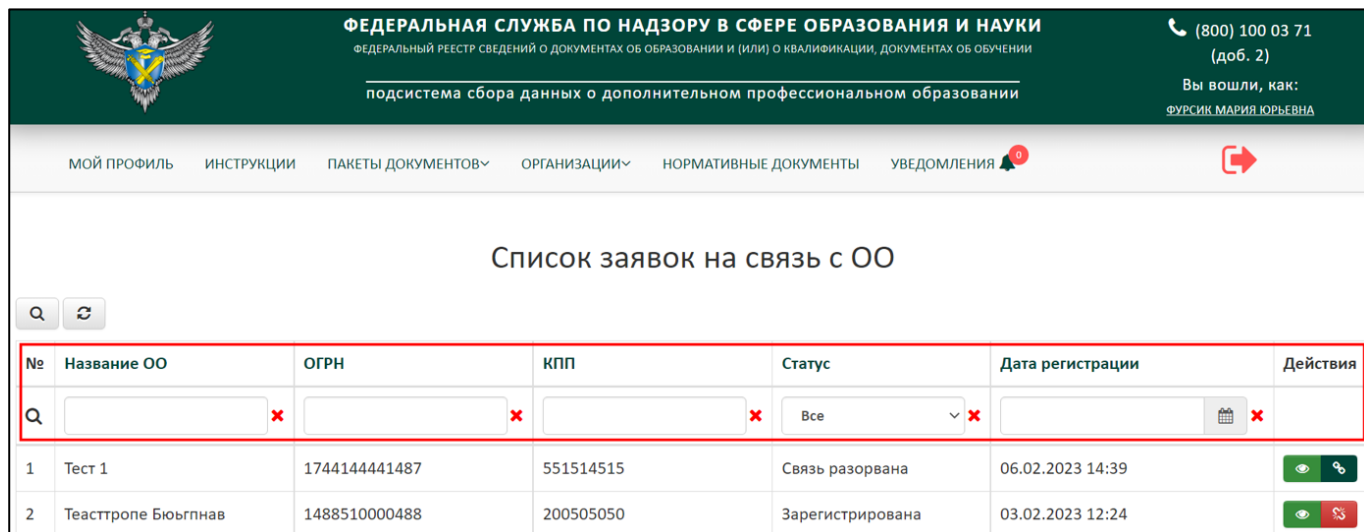 ФЕДЕРАЛЬНАЯ СЛУЖБА ПО НАДЗОРУ В СФЕРЕ ОБРАЗОВАНИЯ И НАУКИ
ФЕДЕРАЛЬНЫЙ РЕЕСТР СВЕДЕНИЙ О ДОКУМЕНТАХ ОБ ОБРАЗОВАНИИ И (ИЛИ) О КВАЛИФИКАЦИИ, ДОКУМЕНТАХ ОБ ОБУЧЕНИИ
подсистема сбора данных о дополнительном профессиональном образовании
(800) 100 03 71
(доб. 2)
Вы вошли, как:
ФУРСИК МАРИЯ ЮРЬЕВНА
МОЙ ПРОФИЛЬ ИНСТРУКЦИИ ПАКЕТЫ ДОКУМЕНТОВ ОРГАНИЗАЦИИ НОРМАТИВНЫЕ ДОКУМЕНТЫ УВЕДОМЛЕНИЯ 0
Список заявок на связь с ОО
№ Название ОО ОГРН КПП Статус Дата регистрации Действия
Все
1 Тест 1 1744144441487 551514515 Связь разорвана 06.02.2023 14:39
2 Теасттропе Бюьгпнав 1488510000488 200505050 Зарегистрирована 03.02.2023 12:24